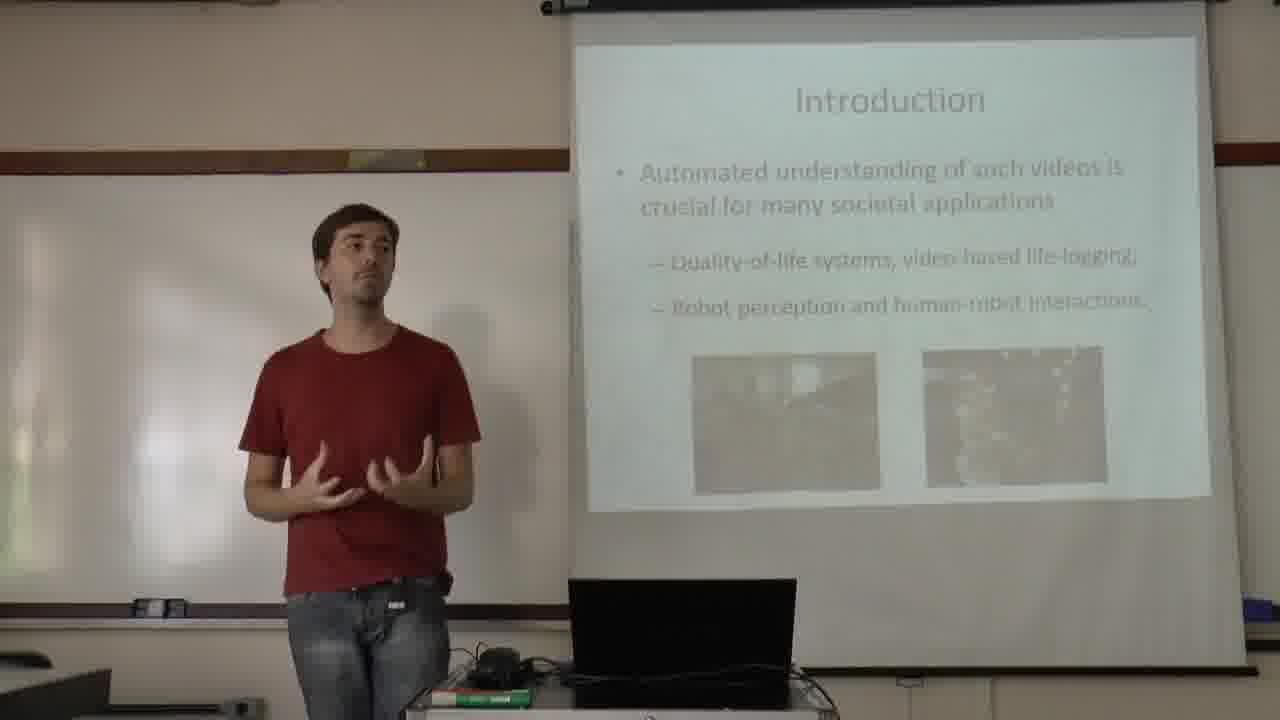 Introduction
• Automated understanding of such videos is
crucial for many societal applications
– Quality-of-life systems, video-based life-logging,
– Robot perception and human-robot interactions.